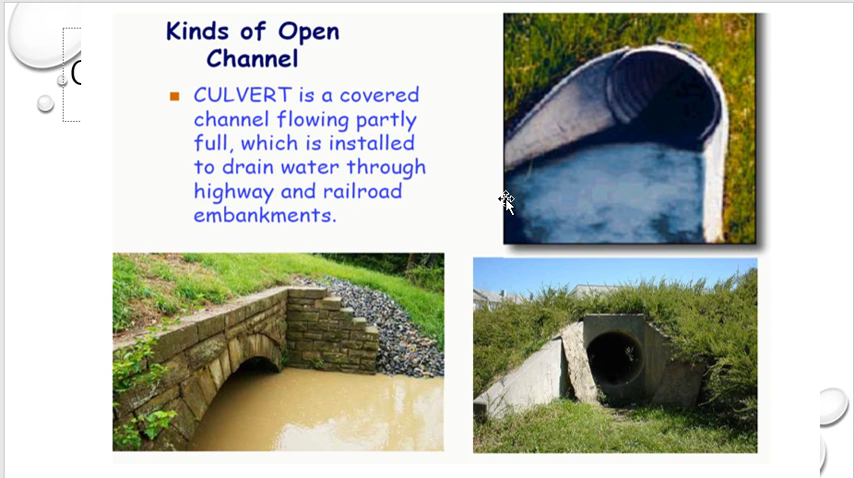 Kinds of Open
Channel
CULVERT is a covered
channel flowing partly
full, which is installed
to drain water through
highway and railroad
embankments.